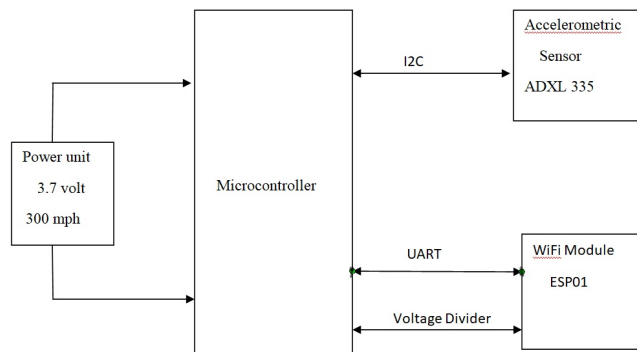 Accelerometric
Sensor
ADXL 335
I2C
Power unit
3.7 volt
300 mph
Microcontroller
UART
WiFi Module
ESP01
Voltage Divider